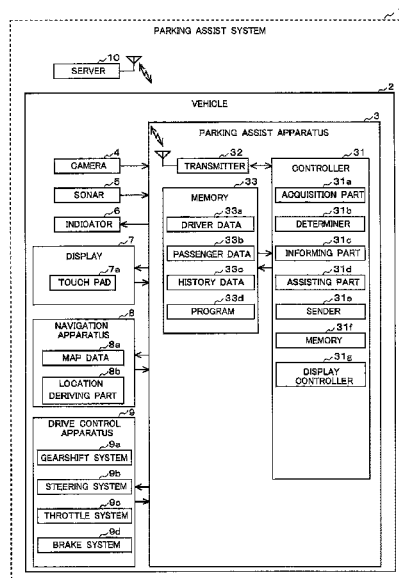 1
PARKING ASSIST SYSTEM
10
SERVER
2
VEHICLE
3
PARKING ASSIST APPARATUS
4
CAMERA
5
SONAR
6
INDICATOR
7
DISPLAY
7a
TOUCH PAD
8
NAVIGATION
APPARATUS
8a
MAP DATA
8b
LOCATION
DERIVING PART
9
DRIVE CONTROL
APPARATUS
9a
GEARSHIFT SYSTEM
9b
STEERING SYSTEM
9c
THROTTLE SYSTEM
9d
BRAKE SYSTEM
32
TRANSMITTER
33
MEMORY
33a
DRIVER DATA
33b
PASSENGER DATA
33c
HISTORY DATA
33d
PROGRAM
31
CONTROLLER
31a
ACQUISITION PART
31b
DETERMINER
31c
INFORMING PART
31d
ASSISTING PART
31e
SENDER
31f
MEMORY
31g
DISPLAY
CONTROLLER